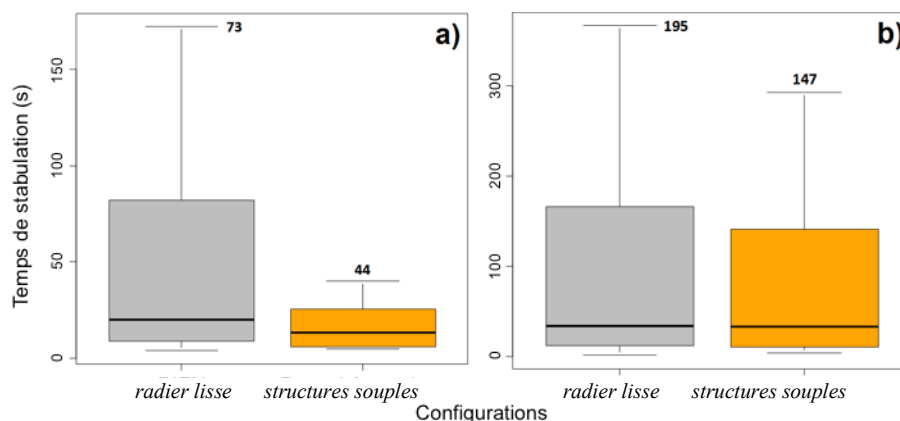 a)
73
44
b)
195
147
Temps de stabulation (s)
150
100
50
0
300
200
100
0
radier lisse
structures souples
radier lisse
structures souples
Configurations